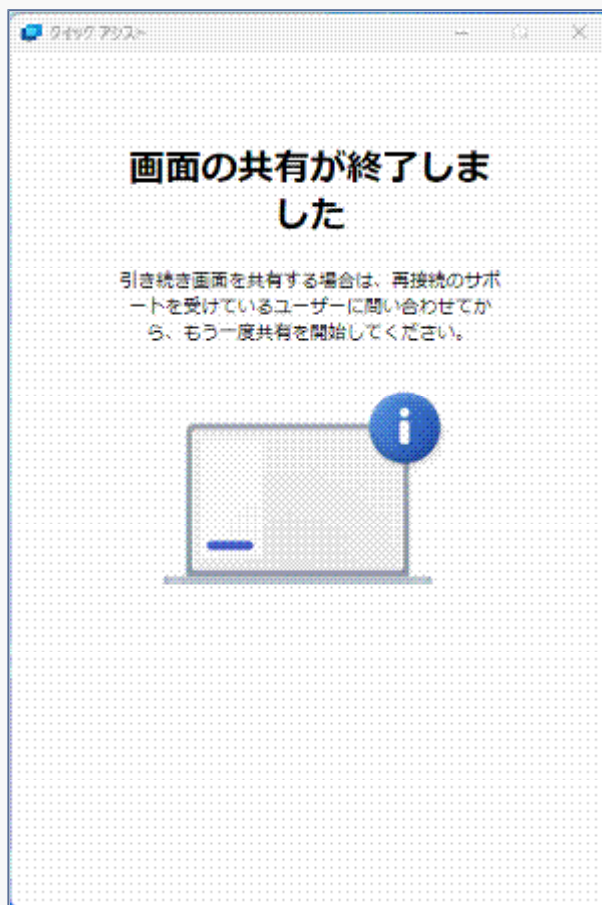 クイック アシスト
画面の共有が終了しま
した
引き続き画面を共有する場合は、再接続のサポ
ートを受けているユーザーに問い合わせてか
ら、もう一度共有を開始してください。